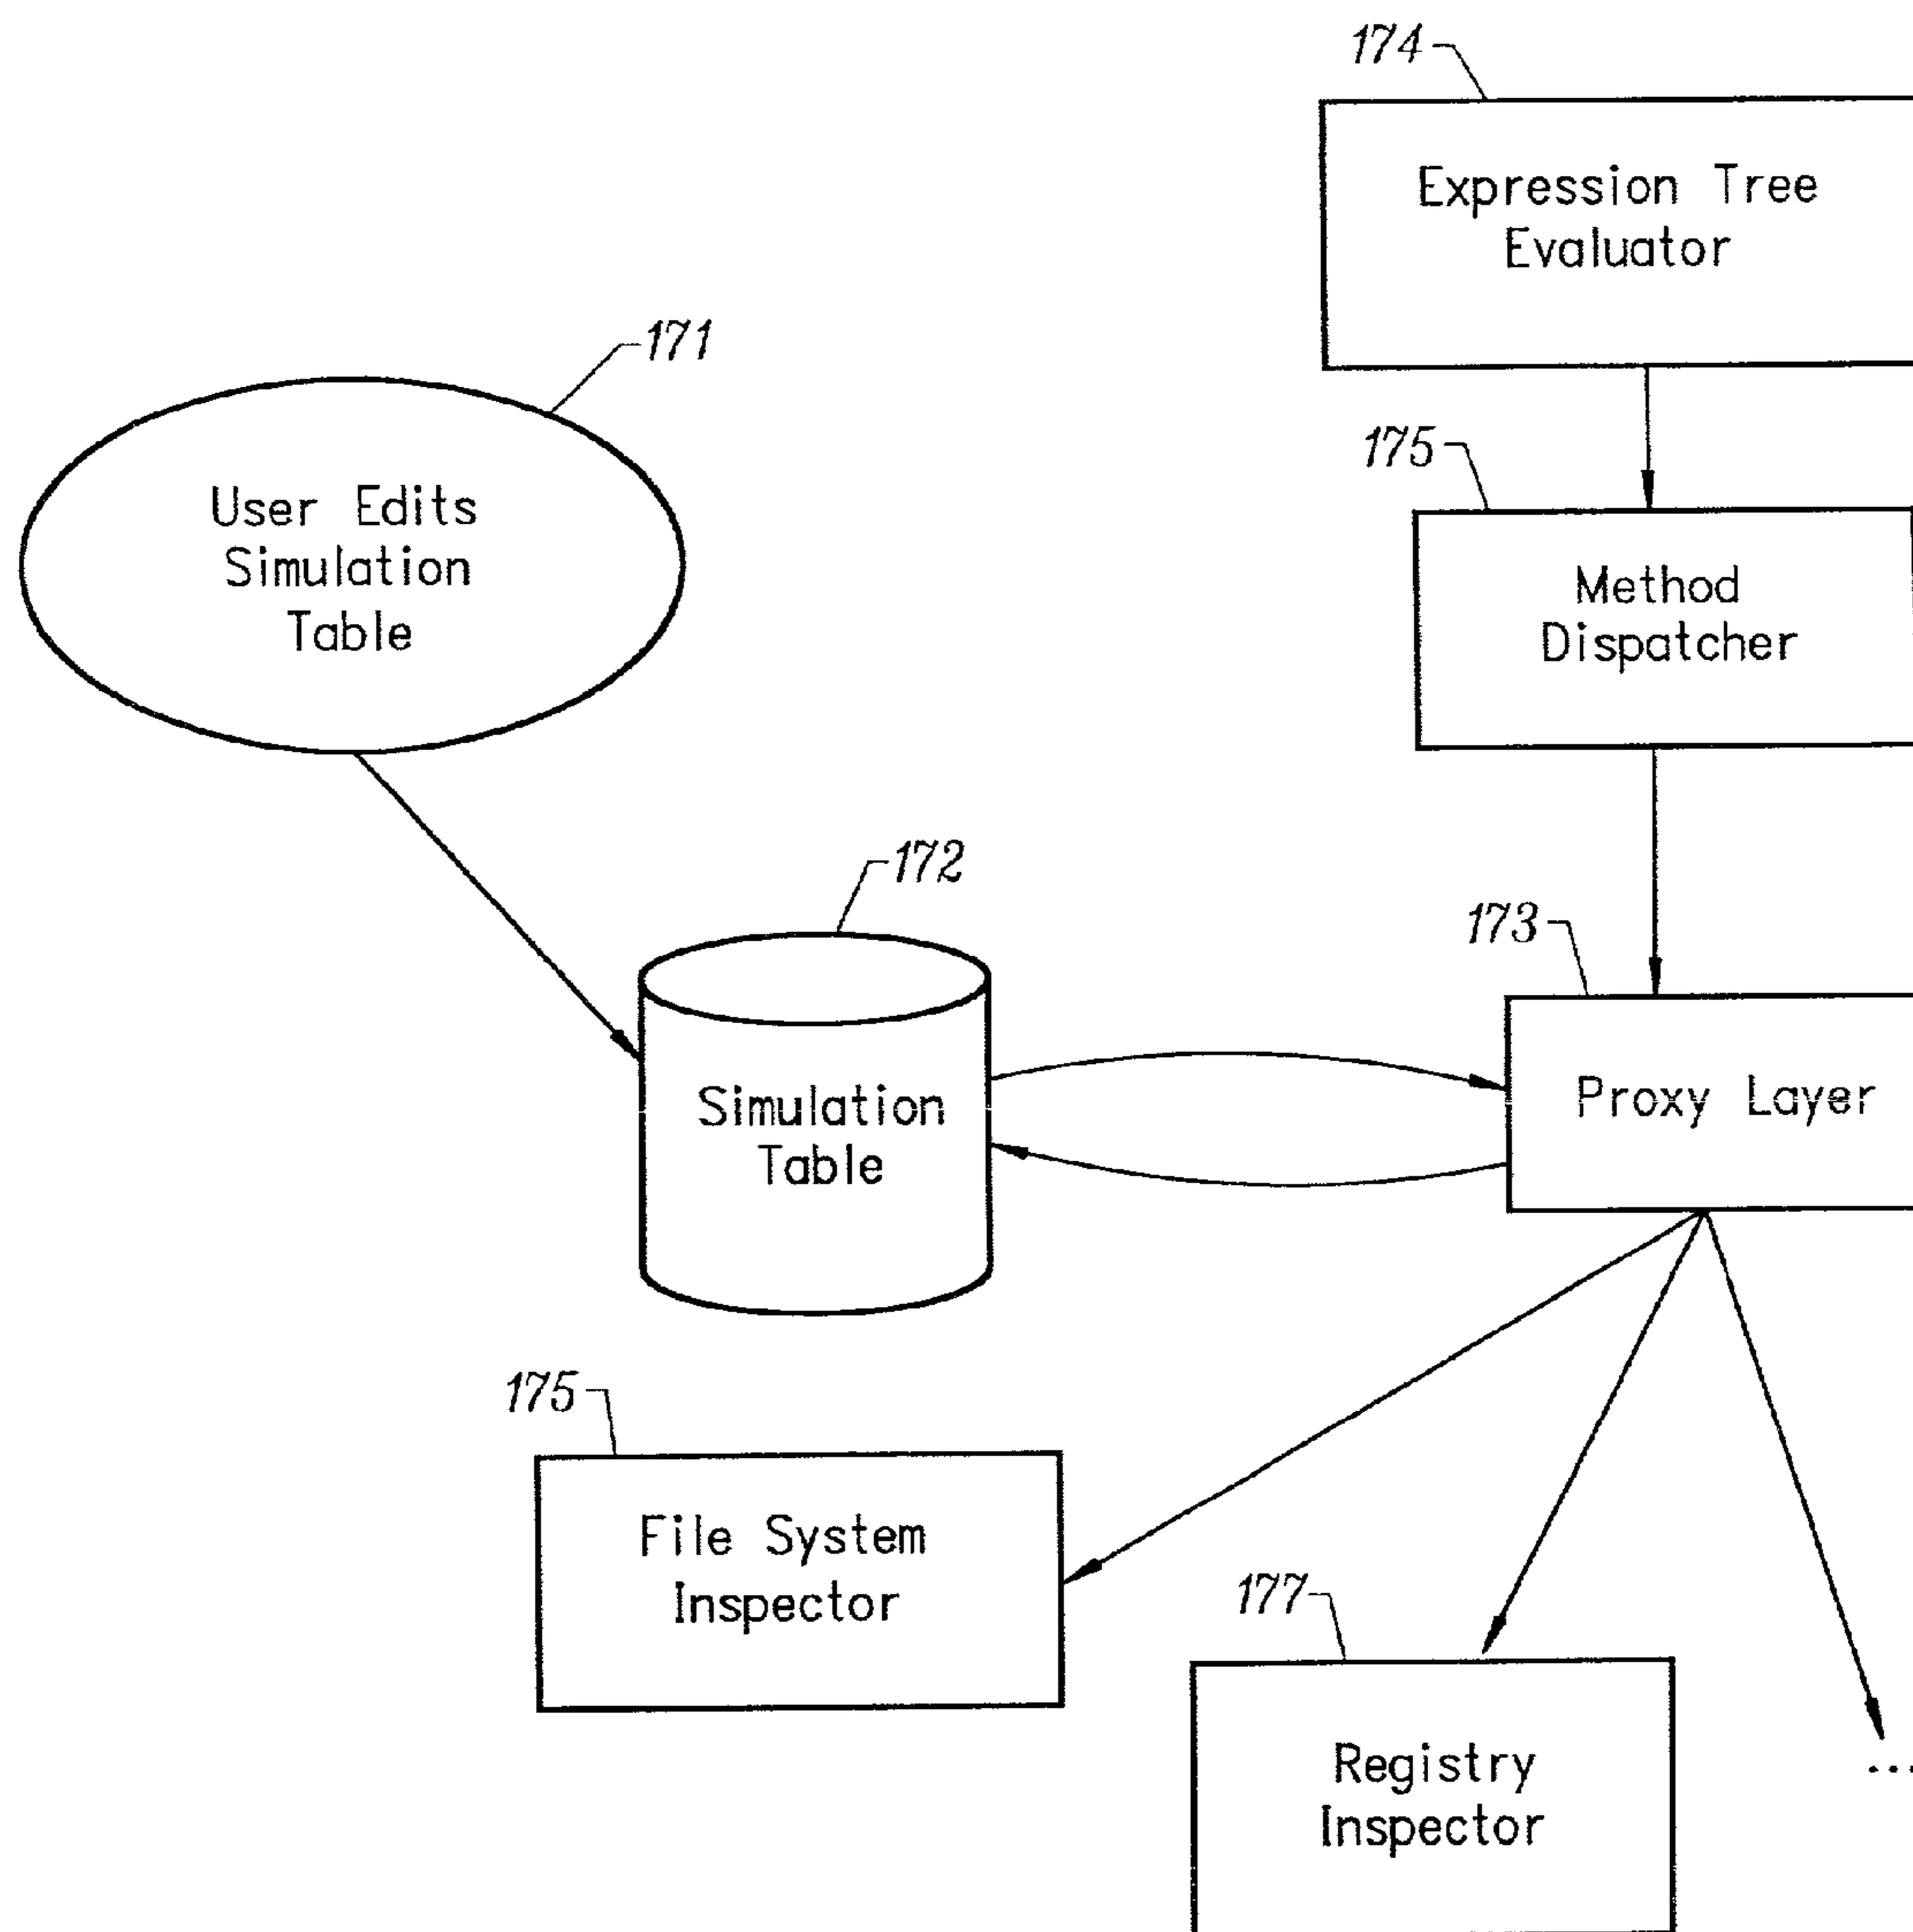 174
Expression Tree
Evaluator
171
175
User Edits
Simulation
Table
Method
Dispatcher
172
173
Simulation
Table
Proxy Layer
175
File System
Inspector
177
Registry
Inspector
...